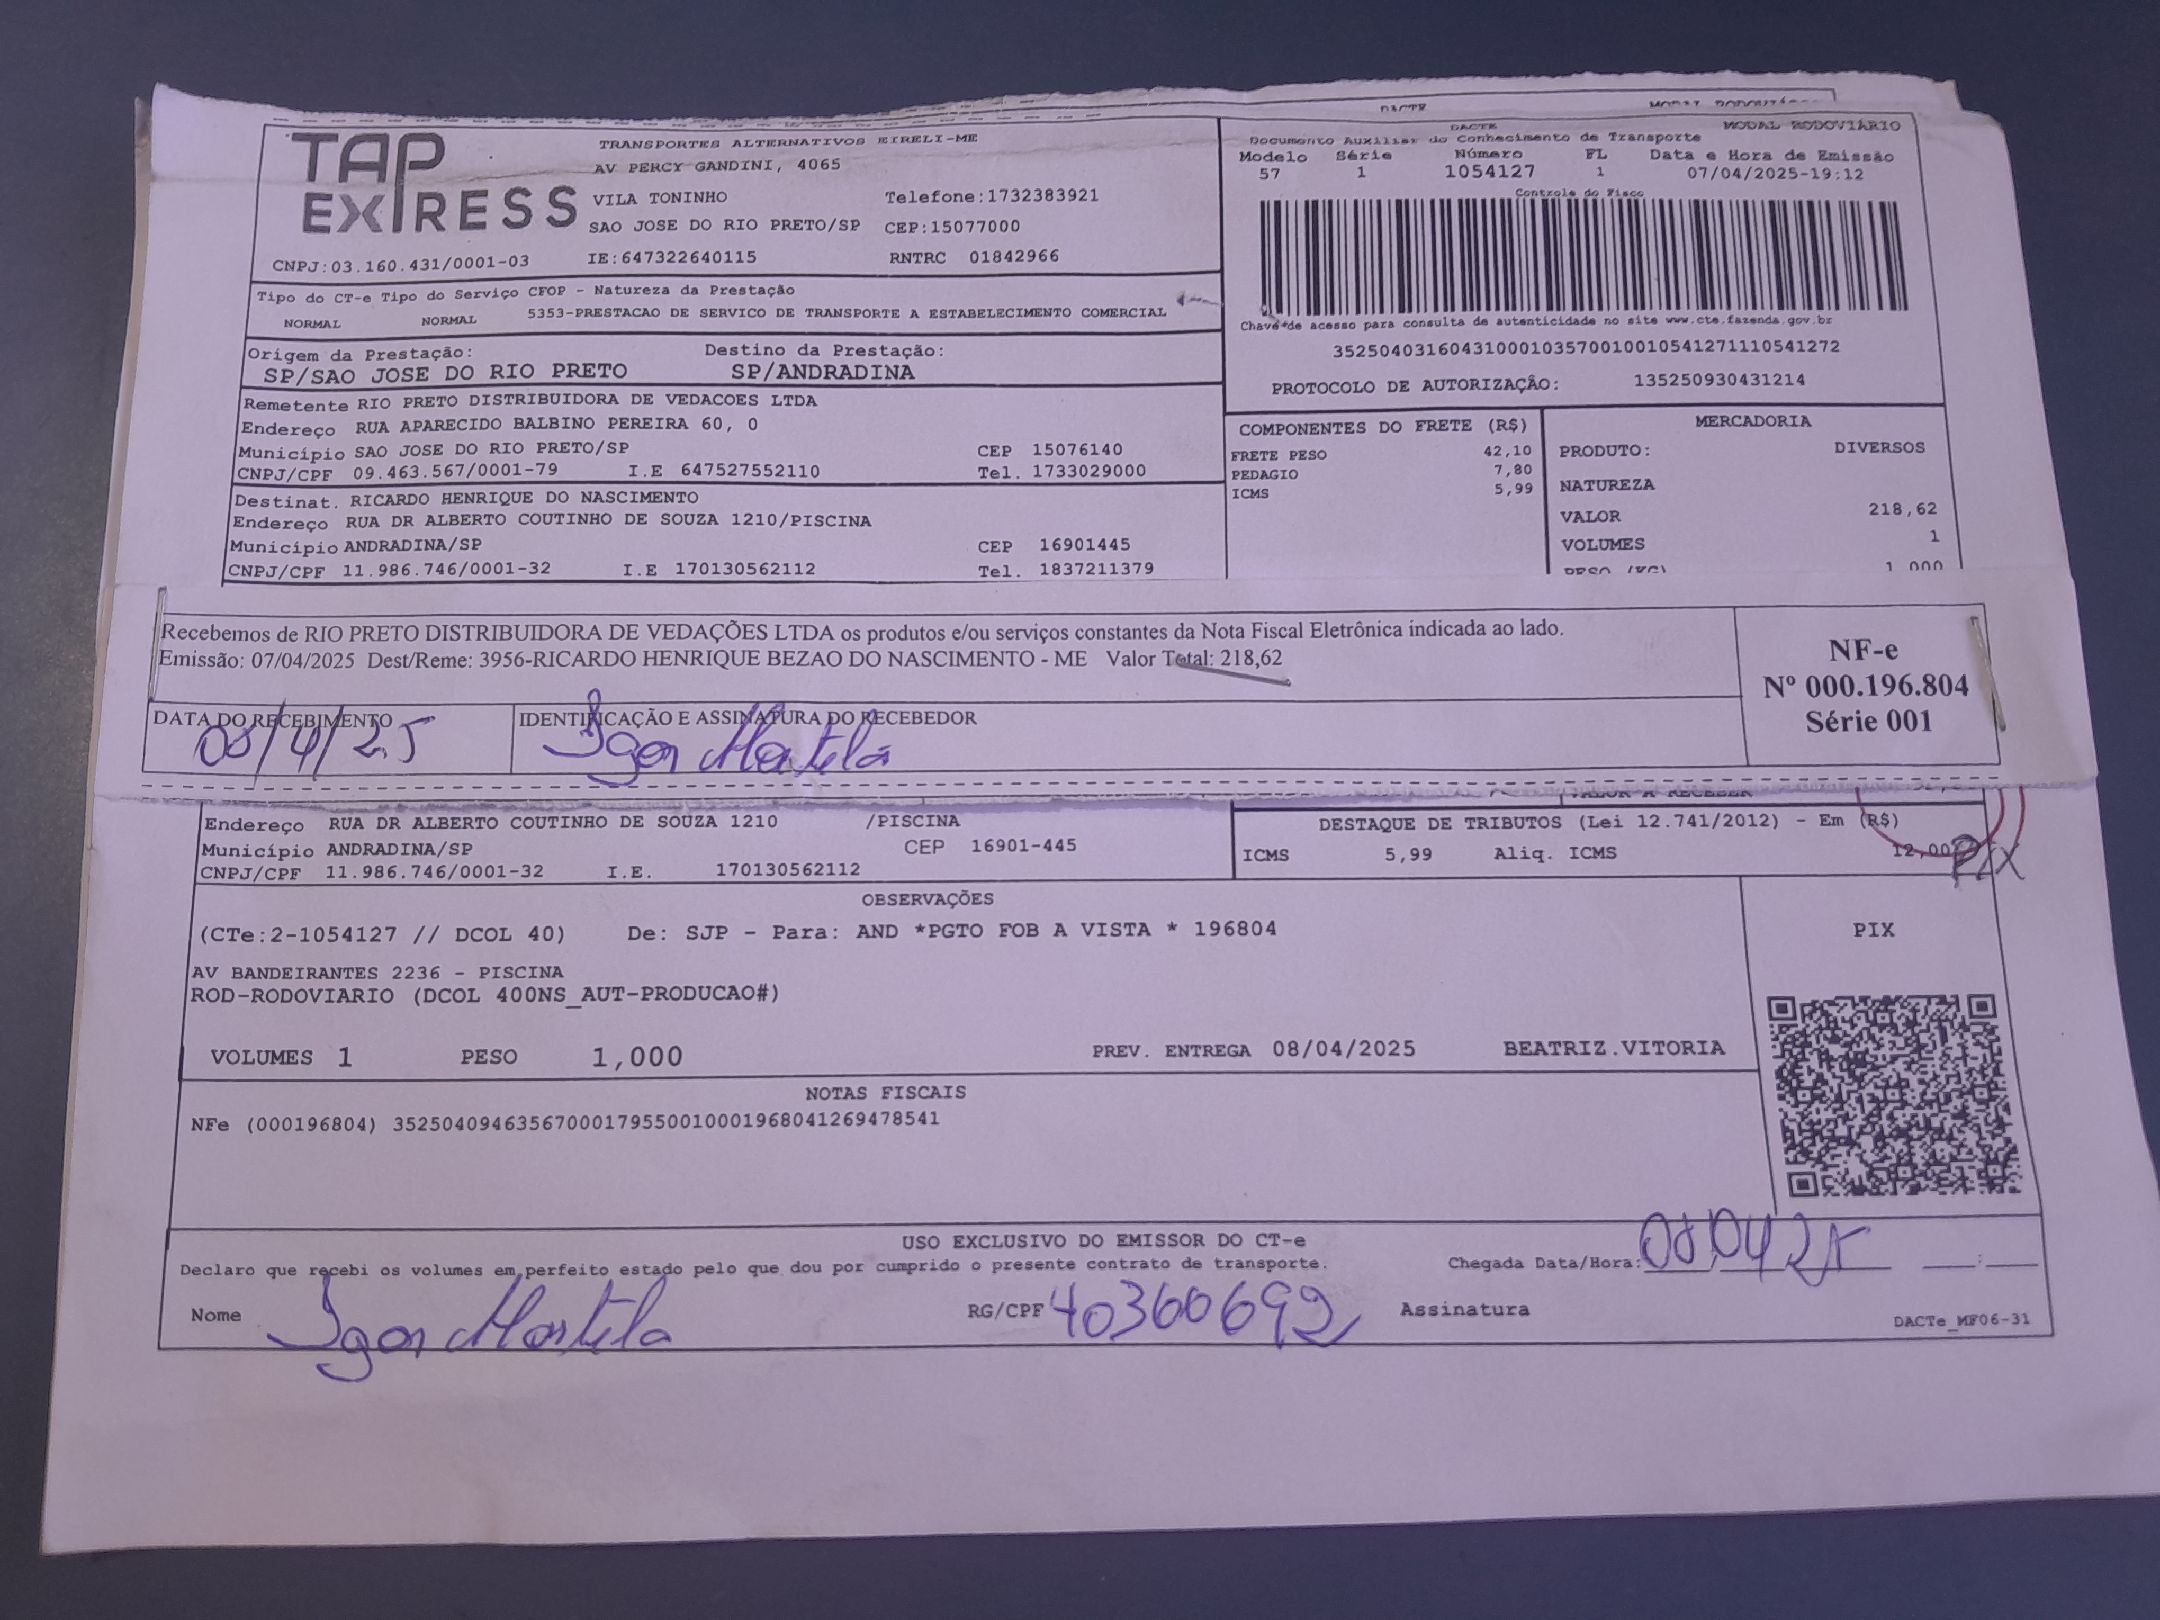 DACTE
TAP EXPRESS
TRANSPORTES ALTERNATIVOS EIRELI-ME
AV PERCY GANDINI, 4065
VILA TONINHO Telefone:1732383921
SAO JOSE DO RIO PRETO/SP CEP:15077000
CNPJ:03.160.431/0001-03 IE:647322640115 RNTRC 01842966
DACTE MODAL RODOVIÁRIO
Documento Auxiliar do Conhecimento de Transporte
Modelo Série Número FL Data e Hora de Emissão
57 1 1054127 1 07/04/2025-19:12
Controle do Fisco
Tipo do CT-e Tipo do Serviço CFOP - Natureza da Prestação
NORMAL NORMAL 5353-PRESTACAO DE SERVICO DE TRANSPORTE A ESTABELECIMENTO COMERCIAL
Chave de acesso para consulta de autenticidade no site www.cte.fazenda.gov.br
35250403160431000103570010010541271110541272
PROTOCOLO DE AUTORIZAÇÃO: 135250930431214
Origem da Prestação: Destino da Prestação:
SP/SAO JOSE DO RIO PRETO SP/ANDRADINA
Remetente RIO PRETO DISTRIBUIDORA DE VEDACOES LTDA
Endereço RUA APARECIDO BALBINO PEREIRA 60, 0
Município SAO JOSE DO RIO PRETO/SP CEP 15076140
CNPJ/CPF 09.463.567/0001-79 I.E 647527552110 Tel. 1733029000
Destinat. RICARDO HENRIQUE DO NASCIMENTO
Endereço RUA DR ALBERTO COUTINHO DE SOUZA 1210/PISCINA
Município ANDRADINA/SP CEP 16901445
CNPJ/CPF 11.986.746/0001-32 I.E 170130562112 Tel. 1837211379
COMPONENTES DO FRETE (R$)
FRETE PESO 42,10
PEDAGIO 7,80
ICMS 5,99
MERCADORIA
PRODUTO: DIVERSOS
NATUREZA
VALOR 218,62
VOLUMES 1
PESO (KG) 1,000
Recebemos de RIO PRETO DISTRIBUIDORA DE VEDAÇÕES LTDA os produtos e/ou serviços constantes da Nota Fiscal Eletrônica indicada ao lado.
Emissão: 07/04/2025 Dest/Reme: 3956-RICARDO HENRIQUE BEZAO DO NASCIMENTO - ME Valor Total: 218,62
NF-e
Nº 000.196.804
Série 001
DATA DO RECEBIMENTO IDENTIFICAÇÃO E ASSINATURA DO RECEBEDOR
08/4/25 Igor
VALOR A RECEBER
Endereço RUA DR ALBERTO COUTINHO DE SOUZA 1210 /PISCINA
Município ANDRADINA/SP CEP 16901-445
CNPJ/CPF 11.986.746/0001-32 I.E. 170130562112
DESTAQUE DE TRIBUTOS (Lei 12.741/2012) - Em (R$)
ICMS 5,99 Aliq. ICMS 12,00
PIX
OBSERVAÇÕES
(CTe:2-1054127 // DCOL 40) De: SJP - Para: AND *PGTO FOB A VISTA * 196804
AV BANDEIRANTES 2236 - PISCINA
ROD-RODOVIARIO (DCOL 400NS_AUT-PRODUCAO#)
VOLUMES 1 PESO 1,000 PREV. ENTREGA 08/04/2025 BEATRIZ.VITORIA
PIX
NOTAS FISCAIS
NFe (000196804) 35250409463567000179550010001968041269478541
USO EXCLUSIVO DO EMISSOR DO CT-e
Declaro que recebi os volumes em perfeito estado pelo que dou por cumprido o presente contrato de transporte.
Chegada Data/Hora: 08 04 25
Nome Igor RG/CPF 40360692 Assinatura
DACTe_MF06-31